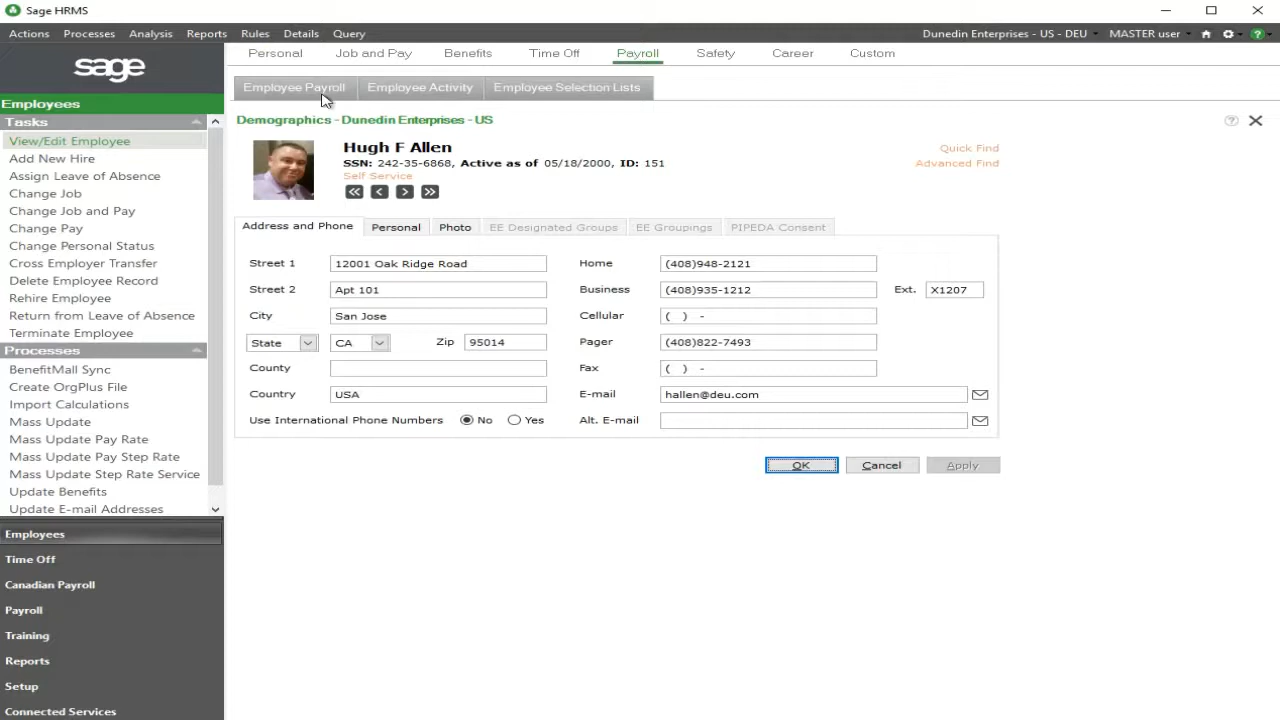 Sage HRMS
Actions Processes Analysis Reports Rules Details Query
Dunedin Enterprises - US - DEU MASTER user ?
sage
Employees
Tasks
View/Edit Employee
Add New Hire
Assign Leave of Absence
Change Job
Change Job and Pay
Change Pay
Change Personal Status
Cross Employer Transfer
Delete Employee Record
Rehire Employee
Return from Leave of Absence
Terminate Employee
Processes
BenefitMall Sync
Create OrgPlus File
Import Calculations
Mass Update
Mass Update Pay Rate
Mass Update Pay Step Rate
Mass Update Step Rate Service
Update Benefits
Update E-mail Addresses
Employees
Time Off
Canadian Payroll
Payroll
Training
Reports
Setup
Connected Services
Personal Job and Pay Benefits Time Off Payroll Safety Career Custom
Employee Payroll Employee Activity Employee Selection Lists
Demographics - Dunedin Enterprises - US
?
Hugh F Allen
SSN: 242-35-6868, Active as of 05/18/2000, ID: 151
Self Service
Quick Find
Advanced Find
Address and Phone Personal Photo EE Designated Groups EE Groupings PIPEDA Consent
Street 1 12001 Oak Ridge Road Home (408)948-2121
Street 2 Apt 101 Business (408)935-1212 Ext. X1207
City San Jose Cellular ( ) -
State CA Zip 95014 Pager (408)822-7493
County Fax ( ) -
Country USA E-mail hallen@deu.com
Use International Phone Numbers No Yes Alt. E-mail
OK Cancel Apply